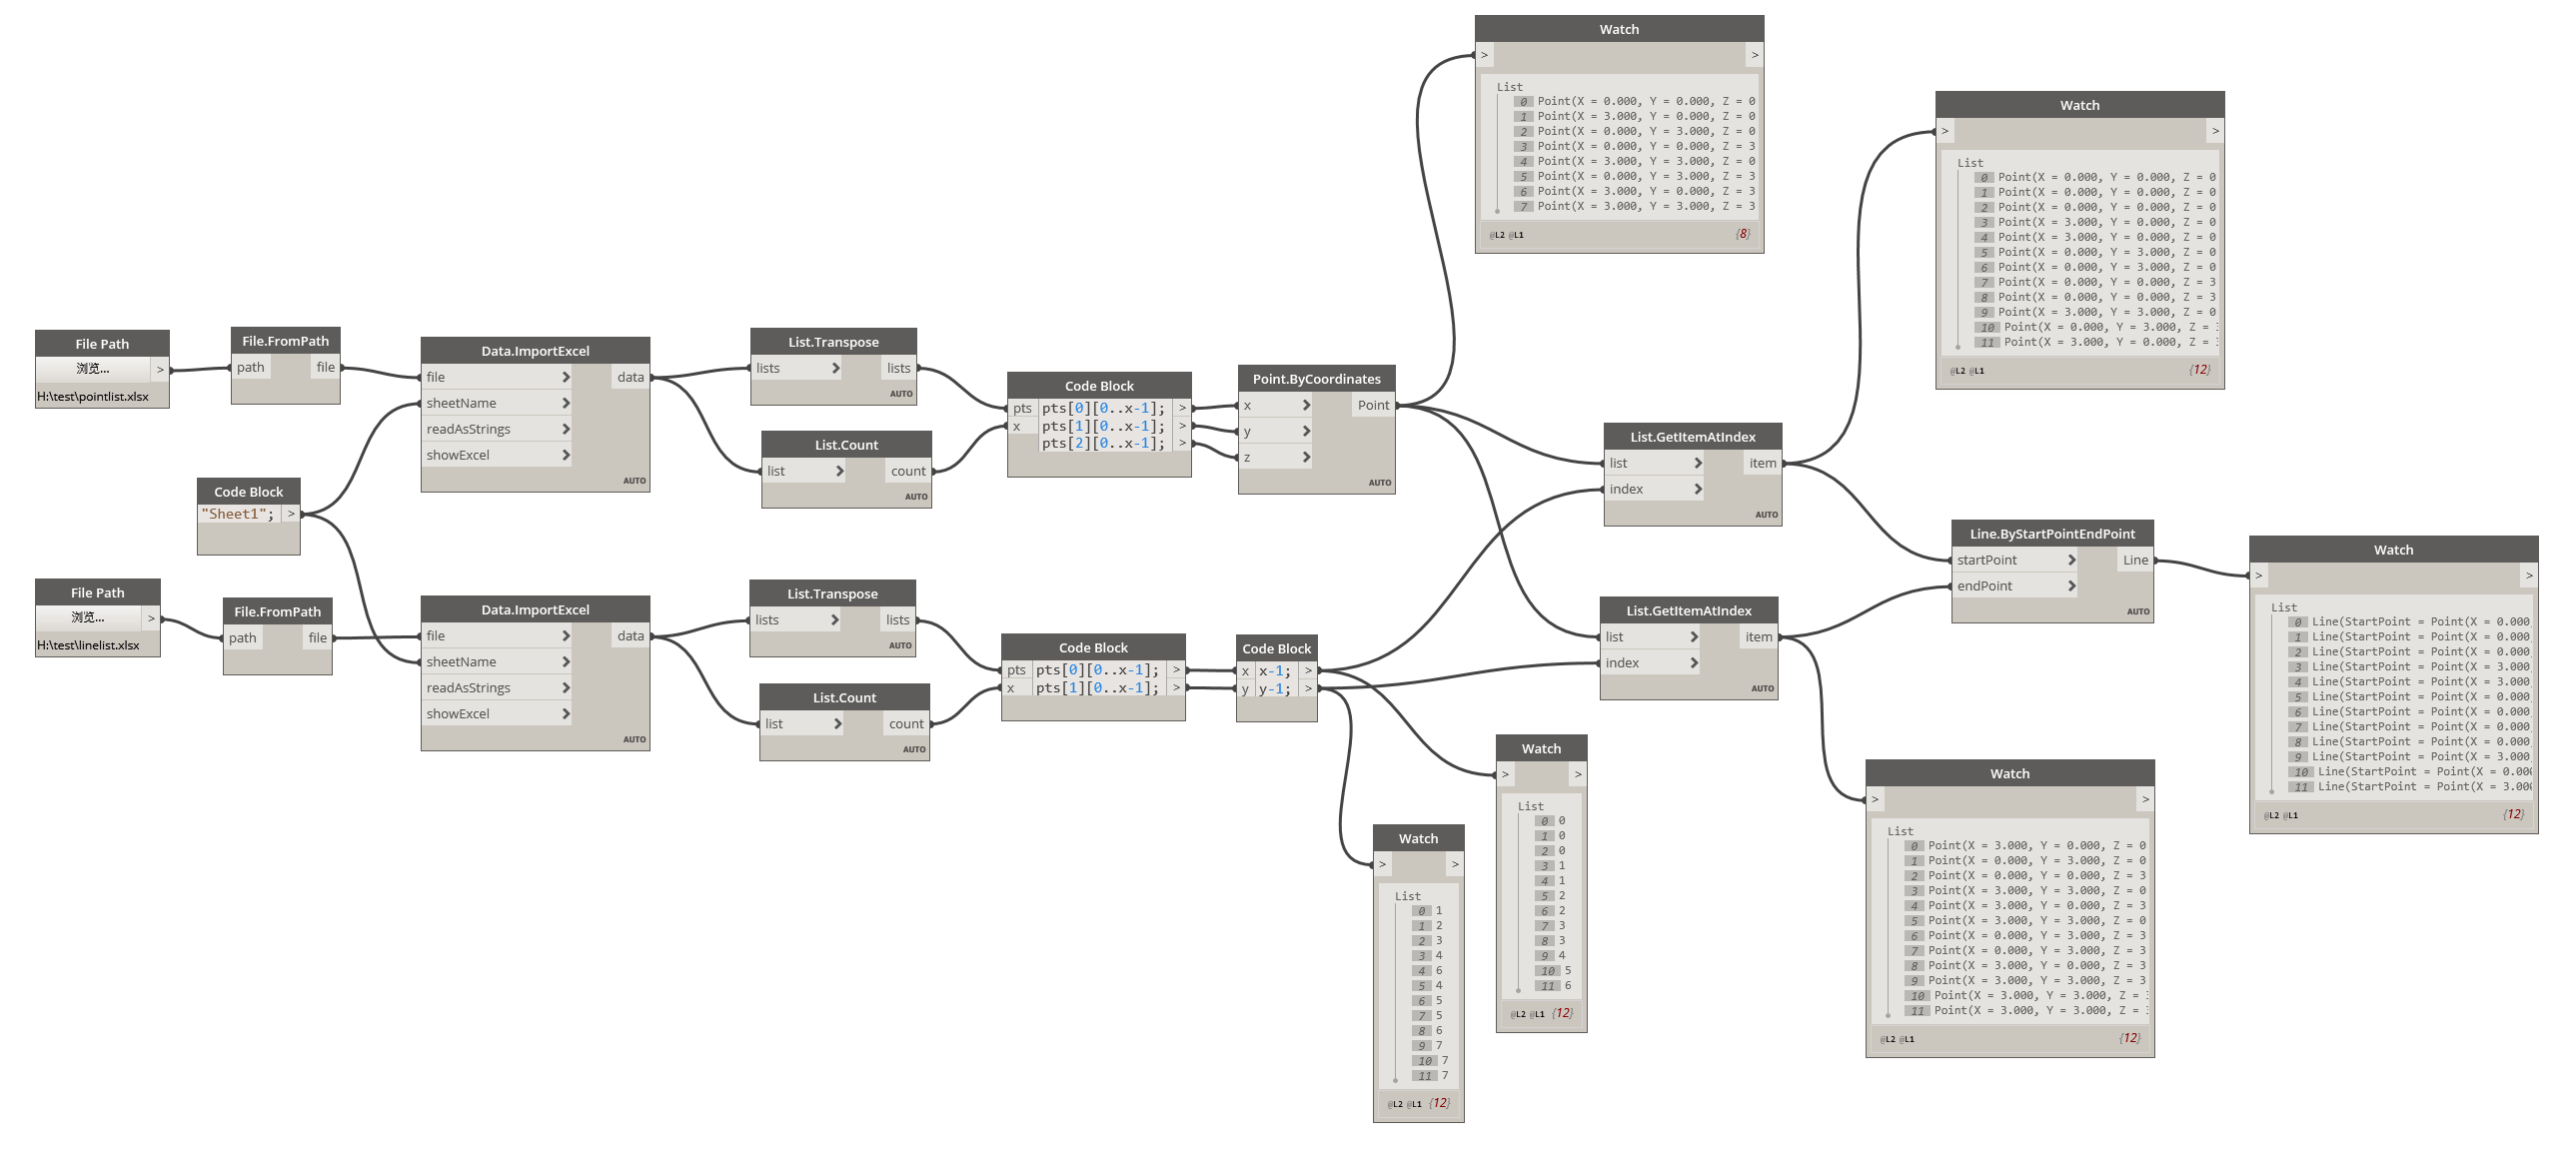 File Path
浏览... >
H:\test\pointlist.xlsx
File.FromPath
path file
Data.ImportExcel
file > data
sheetName >
readAsStrings >
showExcel >
AUTO
List.Transpose
lists > lists
AUTO
List.Count
list > count
AUTO
Code Block
pts pts[0][0..x-1]; >
x pts[1][0..x-1]; >
pts[2][0..x-1]; >
Point.ByCoordinates
x > Point
y >
z >
AUTO
Watch
> >
List
0 Point(X = 0.000, Y = 0.000, Z = 0
1 Point(X = 3.000, Y = 0.000, Z = 0
2 Point(X = 0.000, Y = 3.000, Z = 0
3 Point(X = 0.000, Y = 0.000, Z = 3
4 Point(X = 3.000, Y = 3.000, Z = 0
5 Point(X = 0.000, Y = 3.000, Z = 3
6 Point(X = 3.000, Y = 0.000, Z = 3
7 Point(X = 3.000, Y = 3.000, Z = 3
@L2 @L1 {8}
Watch
> >
List
0 Point(X = 0.000, Y = 0.000, Z = 0
1 Point(X = 0.000, Y = 0.000, Z = 0
2 Point(X = 0.000, Y = 0.000, Z = 0
3 Point(X = 3.000, Y = 0.000, Z = 0
4 Point(X = 3.000, Y = 0.000, Z = 0
5 Point(X = 0.000, Y = 3.000, Z = 0
6 Point(X = 0.000, Y = 3.000, Z = 0
7 Point(X = 0.000, Y = 0.000, Z = 3
8 Point(X = 0.000, Y = 0.000, Z = 3
9 Point(X = 3.000, Y = 3.000, Z = 0
10 Point(X = 0.000, Y = 3.000, Z =
11 Point(X = 3.000, Y = 0.000, Z =
@L2 @L1 {12}
List.GetItemAtIndex
list > item
index >
AUTO
Code Block
"Sheet1"; >
File Path
浏览... >
H:\test\linelist.xlsx
File.FromPath
path file
Data.ImportExcel
file > data
sheetName >
readAsStrings >
showExcel >
AUTO
List.Transpose
lists > lists
AUTO
List.Count
list > count
AUTO
Code Block
pts pts[0][0..x-1]; >
x pts[1][0..x-1]; >
Code Block
x x-1; >
y y-1; >
List.GetItemAtIndex
list > item
index >
AUTO
Line.ByStartPointEndPoint
startPoint > Line
endPoint >
AUTO
Watch
> >
List
0 Line(StartPoint = Point(X = 0.000,
1 Line(StartPoint = Point(X = 0.000,
2 Line(StartPoint = Point(X = 0.000,
3 Line(StartPoint = Point(X = 3.000,
4 Line(StartPoint = Point(X = 3.000,
5 Line(StartPoint = Point(X = 0.000,
6 Line(StartPoint = Point(X = 0.000,
7 Line(StartPoint = Point(X = 0.000,
8 Line(StartPoint = Point(X = 0.000,
9 Line(StartPoint = Point(X = 3.000,
10 Line(StartPoint = Point(X = 0.000
11 Line(StartPoint = Point(X = 3.000
@L2 @L1 {12}
Watch
> >
List
0 1
1 2
2 3
3 4
4 6
5 4
6 5
7 5
8 6
9 7
10 7
11 7
@L2 @L1 {12}
Watch
> >
List
0 0
1 0
2 0
3 1
4 1
5 2
6 2
7 3
8 3
9 4
10 5
11 6
@L2 @L1 {12}
Watch
> >
List
0 Point(X = 3.000, Y = 0.000, Z = 0
1 Point(X = 0.000, Y = 3.000, Z = 0
2 Point(X = 0.000, Y = 0.000, Z = 3
3 Point(X = 3.000, Y = 3.000, Z = 0
4 Point(X = 3.000, Y = 0.000, Z = 3
5 Point(X = 3.000, Y = 3.000, Z = 0
6 Point(X = 0.000, Y = 3.000, Z = 3
7 Point(X = 0.000, Y = 3.000, Z = 3
8 Point(X = 3.000, Y = 0.000, Z = 3
9 Point(X = 3.000, Y = 3.000, Z = 3
10 Point(X = 3.000, Y = 3.000, Z =
11 Point(X = 3.000, Y = 3.000, Z =
@L2 @L1 {12}